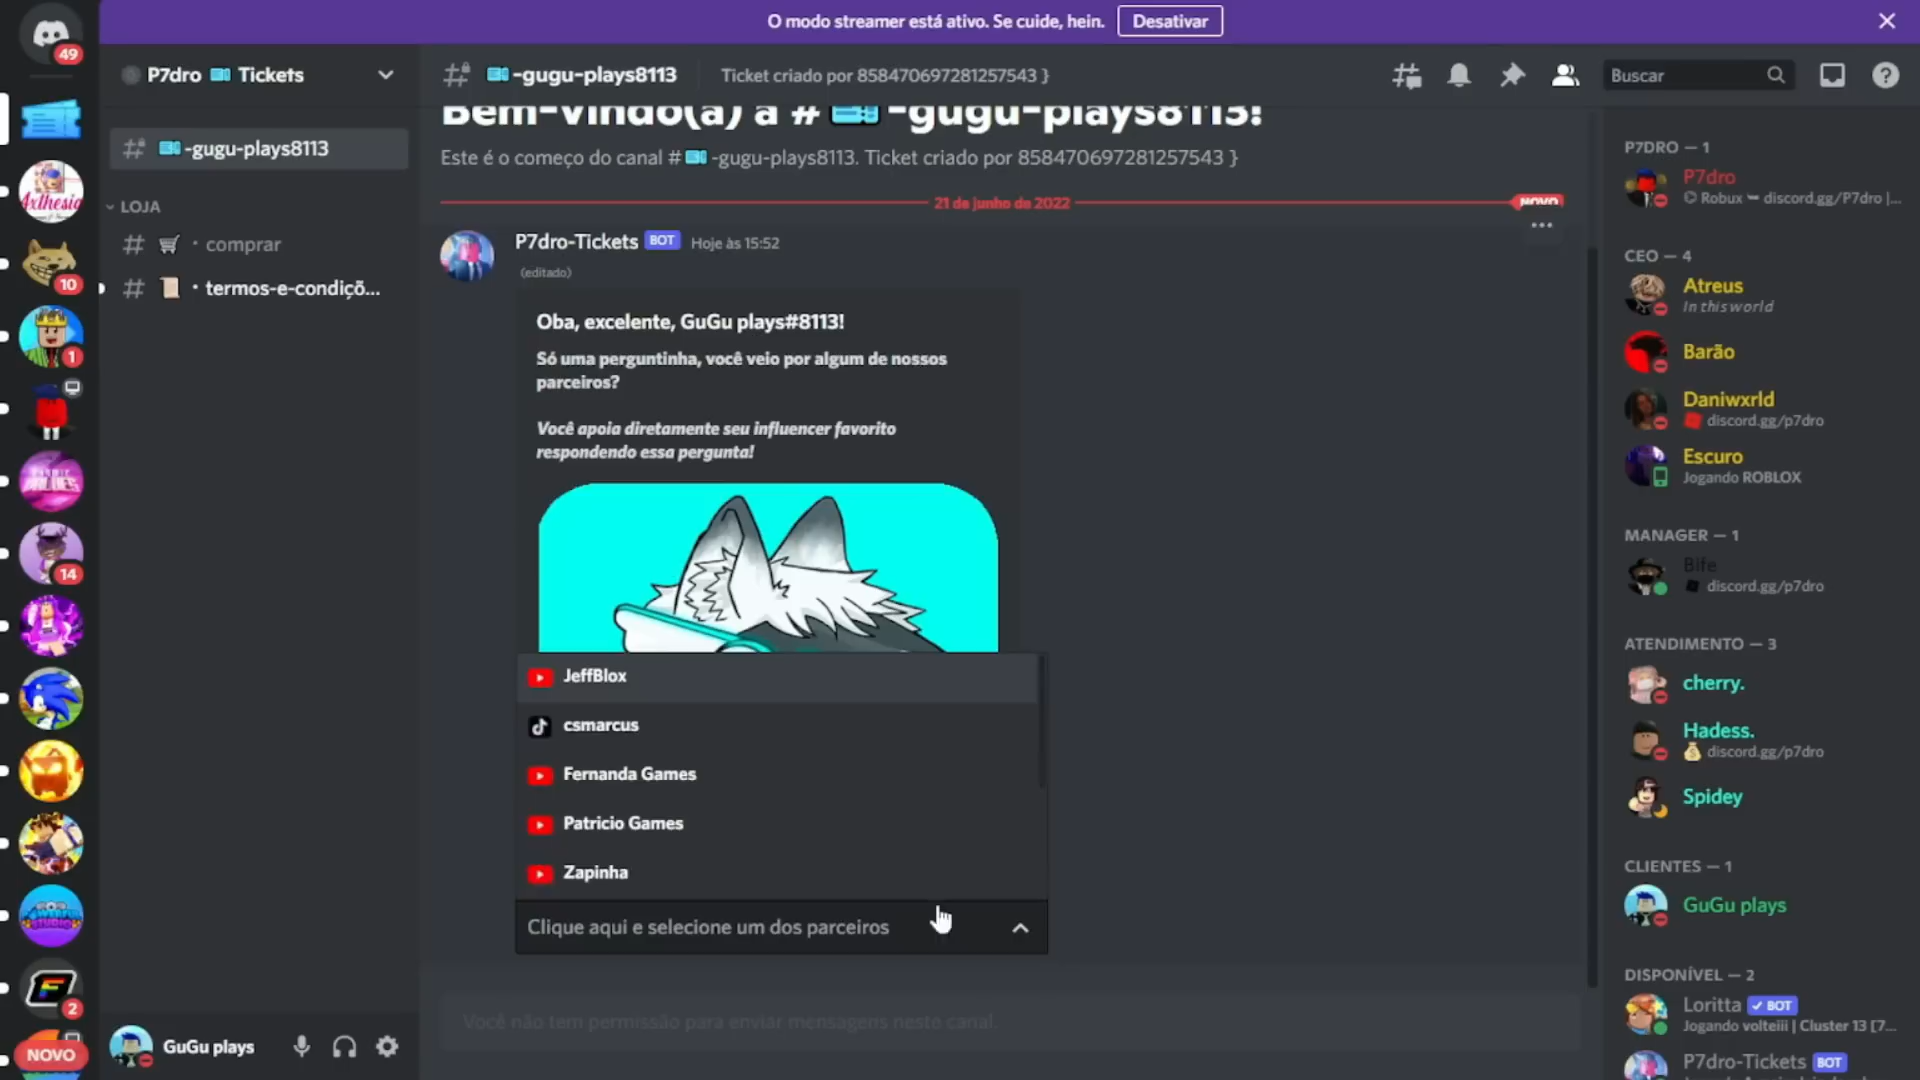 O modo streamer está ativo. Se cuide, hein.
Desativar
49
P7dro Tickets
-gugu-plays8113
Ticket criado por 858470697281257543 }
Buscar
Bem-vindo(a) a # -gugu-plays8113!
Este é o começo do canal # -gugu-plays8113. Ticket criado por 858470697281257543 }
21 de junho de 2022
NOVO
-gugu-plays8113
LOJA
· comprar
· termos-e-condiçõ...
10
1
14
2
NOVO
P7dro-Tickets BOT Hoje às 15:52
(editado)
Oba, excelente, GuGu plays#8113!
Só uma perguntinha, você veio por algum de nossos
parceiros?
Você apoia diretamente seu influencer favorito
respondendo essa pergunta!
JeffBlox
csmarcus
Fernanda Games
Patricio Games
Zapinha
Clique aqui e selecione um dos parceiros
Você não tem permissão para enviar mensagens neste canal.
GuGu plays
P7DRO — 1
P7dro
Robux discord.gg/P7dro |...
CEO — 4
Atreus
In this world
Barão
Daniwxrld
discord.gg/p7dro
Escuro
Jogando ROBLOX
MANAGER — 1
Bife
discord.gg/p7dro
ATENDIMENTO — 3
cherry.
Hadess.
discord.gg/p7dro
Spidey
CLIENTES — 1
GuGu plays
DISPONÍVEL — 2
Loritta BOT
Jogando volteiii | Cluster 13 [7...
P7dro-Tickets BOT